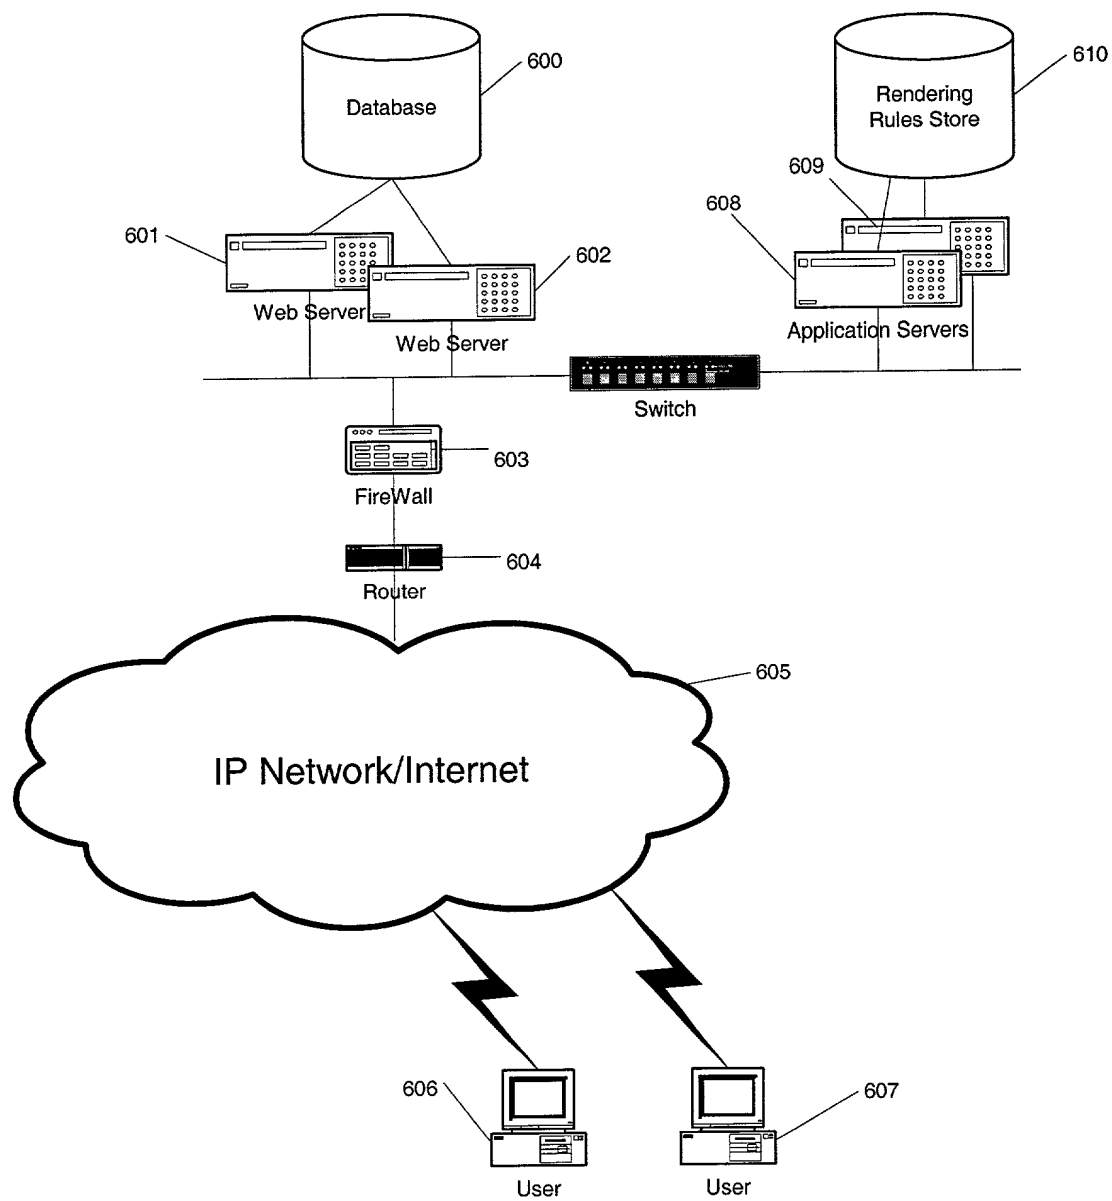 600
610
Database
Rendering
Rules Store
609
608
601
602
Web Server
Web Server
Application Servers
Switch
603
FireWall
604
Router
605
IP Network/Internet
606
607
User
User